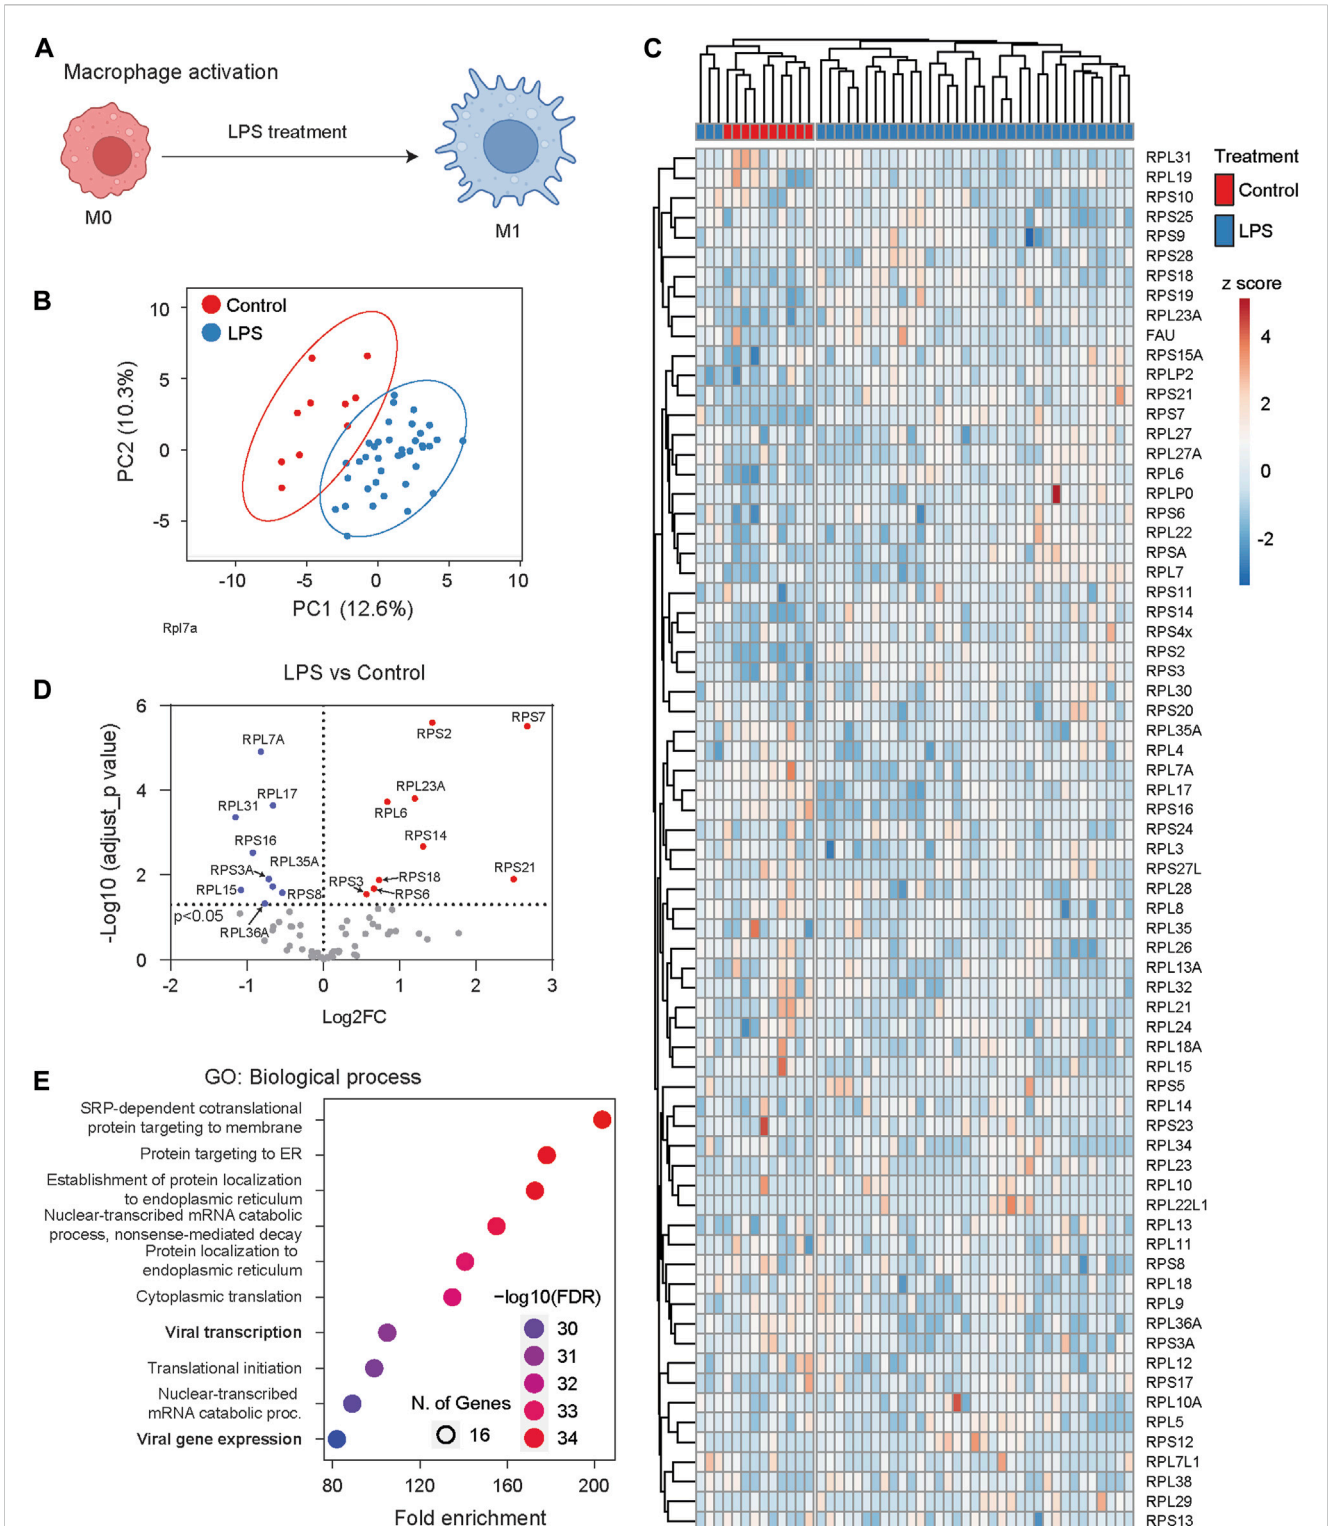 A
Macrophage activation
LPS treatment
M0
M1
B
Control
LPS
10
5
0
-5
PC2 (10.3%)
-10
-5
0
5
10
PC1 (12.6%)
Rpl7a
C
RPL31
RPL19
RPS10
RPS25
RPS9
RPS28
RPS18
RPS19
RPL23A
FAU
RPS15A
RPLP2
RPS21
RPS7
RPL27
RPL27A
RPL6
RPLP0
RPS6
RPL22
RPSA
RPL7
RPS11
RPS14
RPS4x
RPS2
RPS3
RPL30
RPS20
RPL35A
RPL4
RPL7A
RPL17
RPS16
RPS24
RPL3
RPS27L
RPL28
RPL8
RPL35
RPL26
RPL13A
RPL32
RPL21
RPL24
RPL18A
RPL15
RPS5
RPL14
RPS23
RPL34
RPL23
RPL10
RPL22L1
RPL13
RPL11
RPS8
RPL18
RPL9
RPL36A
RPS3A
RPL12
RPS17
RPL10A
RPL5
RPS12
RPL7L1
RPL38
RPL29
RPS13
Treatment
Control
LPS
z score
4
2
0
-2
D
LPS vs Control
6
4
2
0
-Log10 (adjust_p value)
RPL7A
RPL17
RPL31
RPS16
RPS3A
RPL35A
RPL15
RPS8
p<0.05
RPL36A
RPS7
RPS2
RPL23A
RPL6
RPS14
RPS21
RPS3
RPS18
RPS6
-2
-1
0
1
2
3
Log2FC
E
GO: Biological process
SRP-dependent cotranslational
protein targeting to membrane
Protein targeting to ER
Establishment of protein localization
to endoplasmic reticulum
Nuclear-transcribed mRNA catabolic
process, nonsense-mediated decay
Protein localization to
endoplasmic reticulum
Cytoplasmic translation
Viral transcription
Translational initiation
Nuclear-transcribed
mRNA catabolic proc.
Viral gene expression
−log10(FDR)
30
31
32
33
34
N. of Genes
16
80
120
160
200
Fold enrichment